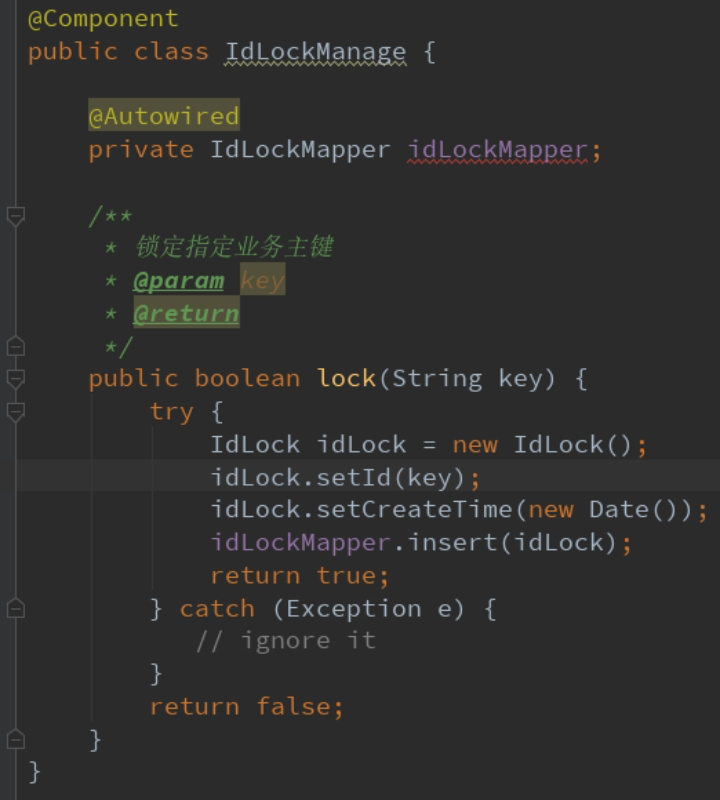 @Component
public class IdLockManage {
@Autowired
private IdLockMapper idLockMapper;
/**
* 锁定指定业务主键
* @param key
* @return
*/
public boolean lock(String key) {
try {
IdLock idLock = new IdLock();
idLock.setId(key);
idLock.setCreateTime(new Date());
idLockMapper.insert(idLock);
return true;
} catch (Exception e) {
// ignore it
}
return false;
}
}